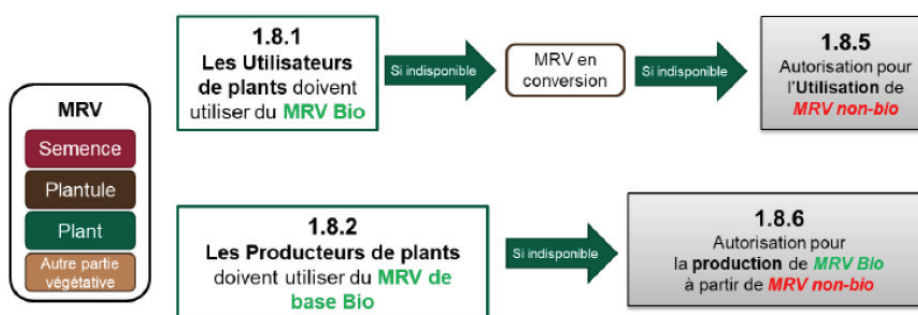 MRV
Semence
Plantule
Plant
Autre partie
végétative
1.8.1
Les Utilisateurs
de plants doivent
utiliser du MRV Bio
Si indisponible
MRV en
conversion
Si indisponible
1.8.5
Autorisation pour
l'Utilisation de
MRV non-bio
1.8.2
Les Producteurs de plants
doivent utiliser du MRV de
base Bio
Si indisponible
1.8.6
Autorisation pour
la production de MRV Bio
à partir de MRV non-bio